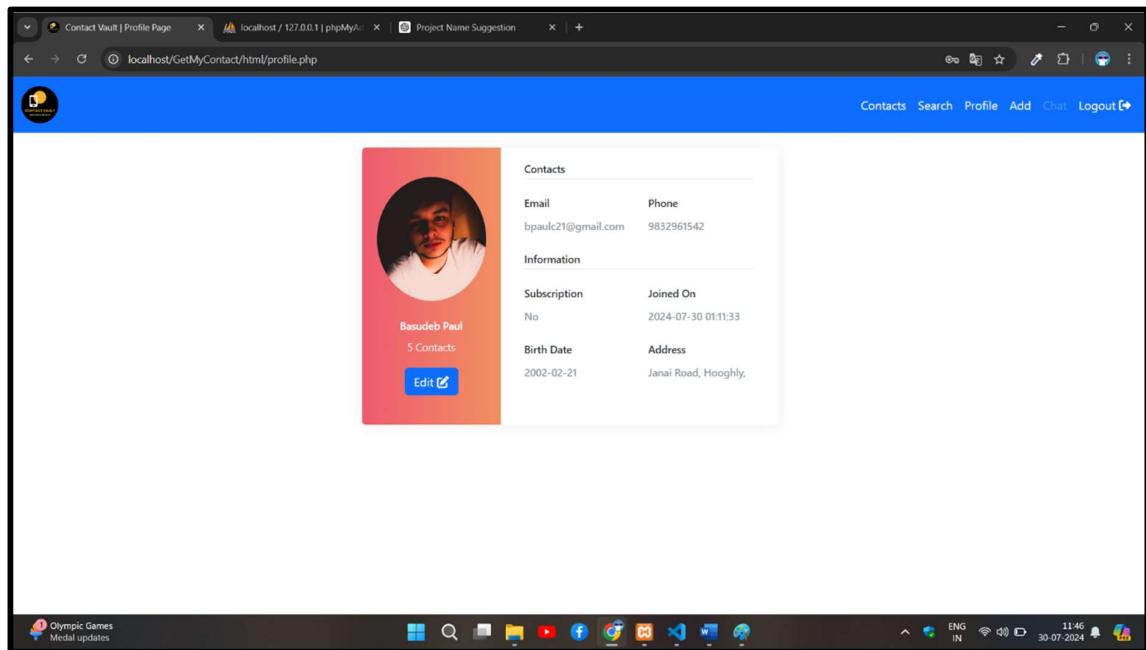 Contact Vault | Profile Page
localhost / 127.0.0.1 | phpMyAd
Project Name Suggestion
localhost/GetMyContact/html/profile.php
CONTACT VAULT
Contacts Search Profile Add Chat Logout
Contacts
Email Phone
bpaulc21@gmail.com 9832961542
Information
Subscription Joined On
No 2024-07-30 01:11:33
Birth Date Address
2002-02-21 Janai Road, Hooghly,
Basudeb Paul
5 Contacts
Edit
1
Olympic Games
Medal updates
ENG
IN
11:46
30-07-2024